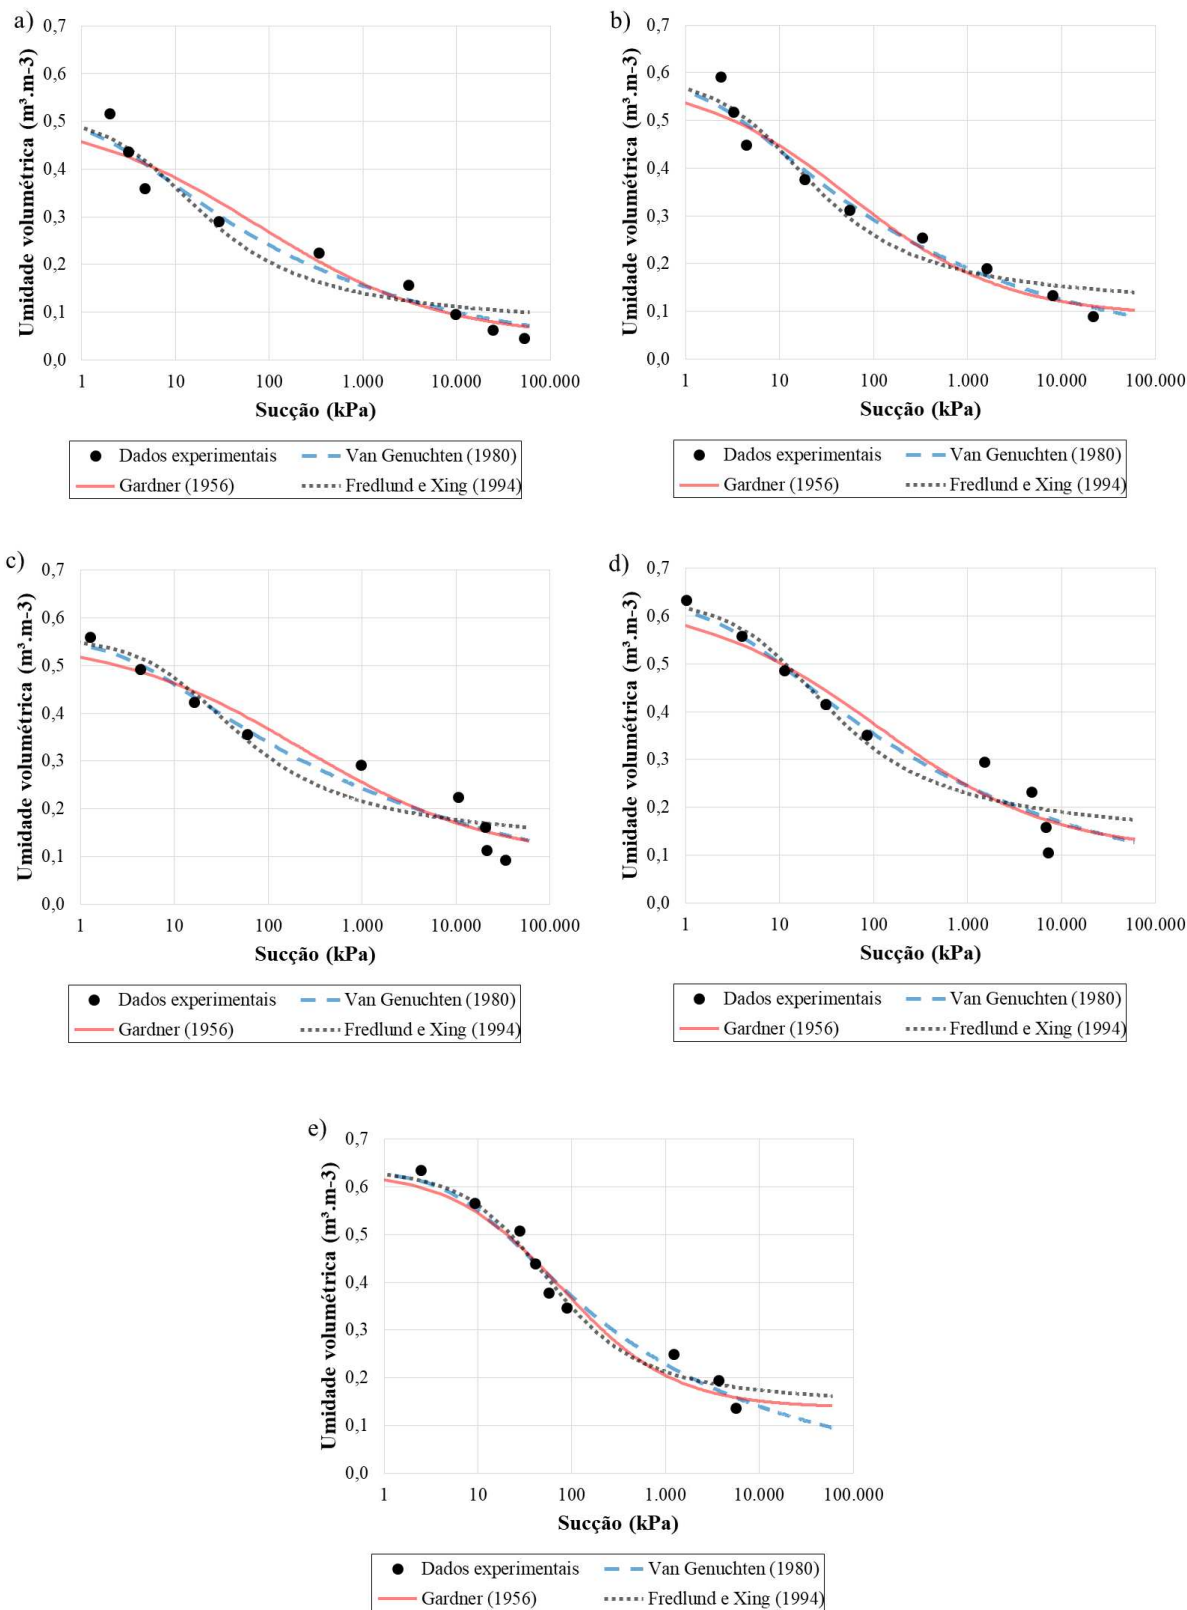 a)
Umidade volumétrica (m³.m-3)
0,7
0,6
0,5
0,4
0,3
0,2
0,1
0,0
1 10 100 1.000 10.000 100.000
Sucção (kPa)
Dados experimentais Van Genuchten (1980)
Gardner (1956) Fredlund e Xing (1994)
b)
Umidade volumétrica (m³.m-3)
0,7
0,6
0,5
0,4
0,3
0,2
0,1
0,0
1 10 100 1.000 10.000 100.000
Sucção (kPa)
Dados experimentais Van Genuchten (1980)
Gardner (1956) Fredlund e Xing (1994)
c)
Umidade volumétrica (m³.m-3)
0,7
0,6
0,5
0,4
0,3
0,2
0,1
0,0
1 10 100 1.000 10.000 100.000
Sucção (kPa)
Dados experimentais Van Genuchten (1980)
Gardner (1956) Fredlund e Xing (1994)
d)
Umidade volumétrica (m³.m-3)
0,7
0,6
0,5
0,4
0,3
0,2
0,1
0,0
1 10 100 1.000 10.000 100.000
Sucção (kPa)
Dados experimentais Van Genuchten (1980)
Gardner (1956) Fredlund e Xing (1994)
e)
Umidade volumétrica (m³.m-3)
0,7
0,6
0,5
0,4
0,3
0,2
0,1
0,0
1 10 100 1.000 10.000 100.000
Sucção (kPa)
Dados experimentais Van Genuchten (1980)
Gardner (1956) Fredlund e Xing (1994)